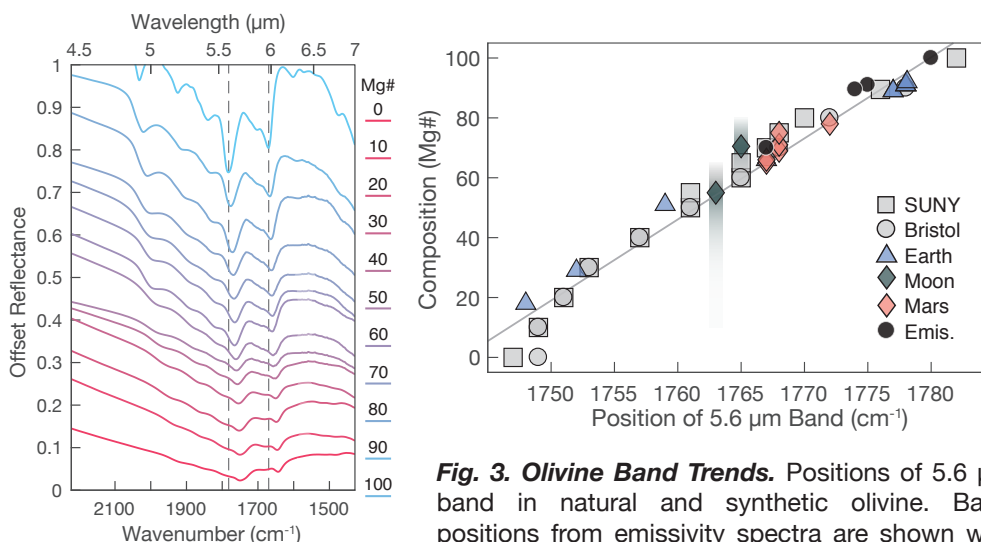 Wavelength (µm)
4.5 5 5.5 6 6.5 7
Offset Reflectance
1
0.9
0.8
0.7
0.6
0.5
0.4
0.3
0.2
0.1
0
2100 1900 1700 1500
Wavenumber (cm-1)
Mg#
0
10
20
30
40
50
60
70
80
90
100
Composition (Mg#)
100
80
60
40
20
0
1750 1755 1760 1765 1770 1775 1780
Position of 5.6 µm Band (cm-1)
SUNY
Bristol
Earth
Moon
Mars
Emis.
Fig. 3. Olivine Band Trends. Positions of 5.6
band in natural and synthetic olivine.
positions from emissivity spectra are shown